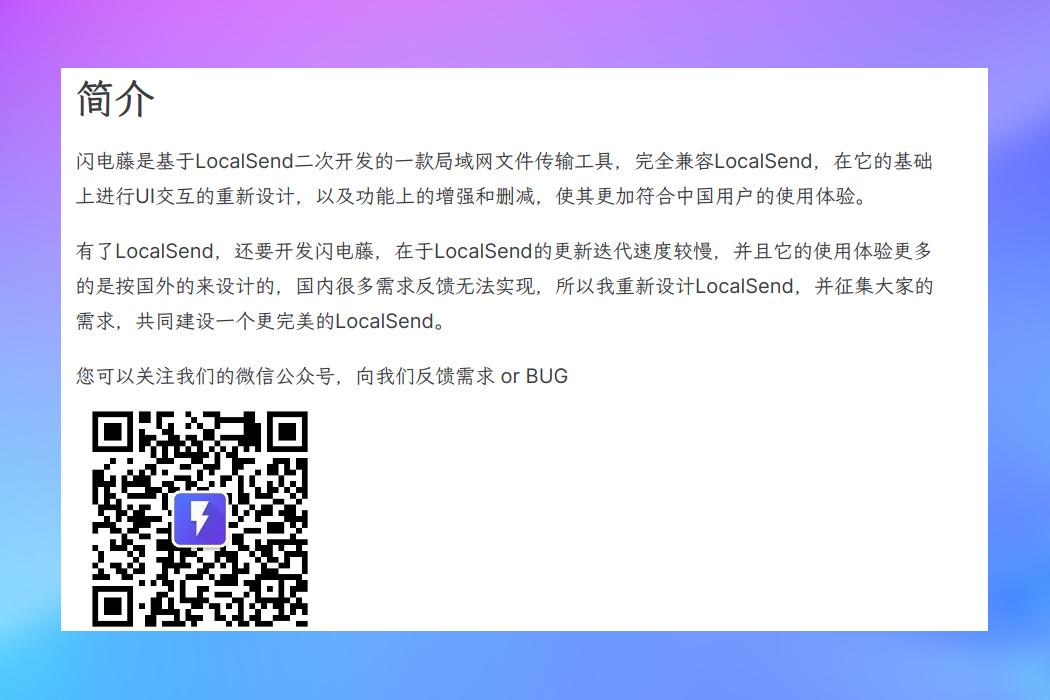 简介
闪电藤是基于LocalSend二次开发的一款局域网文件传输工具，完全兼容LocalSend，在它的基础
上进行UI交互的重新设计，以及功能上的增强和删减，使其更加符合中国用户的使用体验。
有了LocalSend，还要开发闪电藤，在于LocalSend的更新迭代速度较慢，并且它的使用体验更多
的是按国外的来设计的，国内很多需求反馈无法实现，所以我重新设计LocalSend，并征集大家的
需求，共同建设一个更完美的LocalSend。
您可以关注我们的微信公众号，向我们反馈需求 or BUG